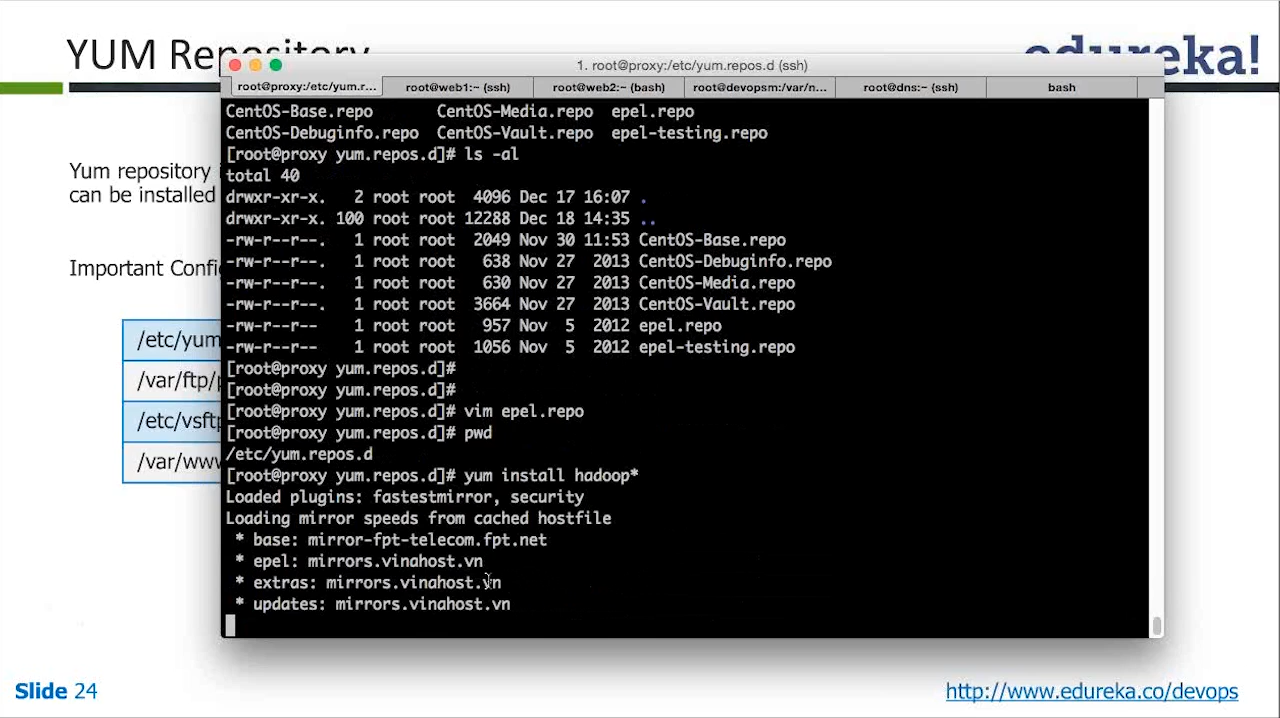 YUM Repository
edureka!
1. root@proxy:/etc/yum.repos.d (ssh)
root@proxy:/etc/yum.r... root@web1:~ (ssh) root@web2:~ (bash) root@devopsm:/var/n... root@dns:~ (ssh) bash
Yum repository
can be installed
Important Config
/etc/yum
/var/ftp/p
/etc/vsftp
/var/www
CentOS-Base.repo CentOS-Media.repo epel.repo
CentOS-Debuginfo.repo CentOS-Vault.repo epel-testing.repo
[root@proxy yum.repos.d]# ls -al
total 40
drwxr-xr-x. 2 root root 4096 Dec 17 16:07 .
drwxr-xr-x. 100 root root 12288 Dec 18 14:35 ..
-rw-r--r--. 1 root root 2049 Nov 30 11:53 CentOS-Base.repo
-rw-r--r--. 1 root root 638 Nov 27 2013 CentOS-Debuginfo.repo
-rw-r--r--. 1 root root 630 Nov 27 2013 CentOS-Media.repo
-rw-r--r--. 1 root root 3664 Nov 27 2013 CentOS-Vault.repo
-rw-r--r-- 1 root root 957 Nov 5 2012 epel.repo
-rw-r--r-- 1 root root 1056 Nov 5 2012 epel-testing.repo
[root@proxy yum.repos.d]#
[root@proxy yum.repos.d]#
[root@proxy yum.repos.d]# vim epel.repo
[root@proxy yum.repos.d]# pwd
/etc/yum.repos.d
[root@proxy yum.repos.d]# yum install hadoop*
Loaded plugins: fastestmirror, security
Loading mirror speeds from cached hostfile
* base: mirror-fpt-telecom.fpt.net
* epel: mirrors.vinahost.vn
* extras: mirrors.vinahost.vn
* updates: mirrors.vinahost.vn
Slide 24
http://www.edureka.co/devops